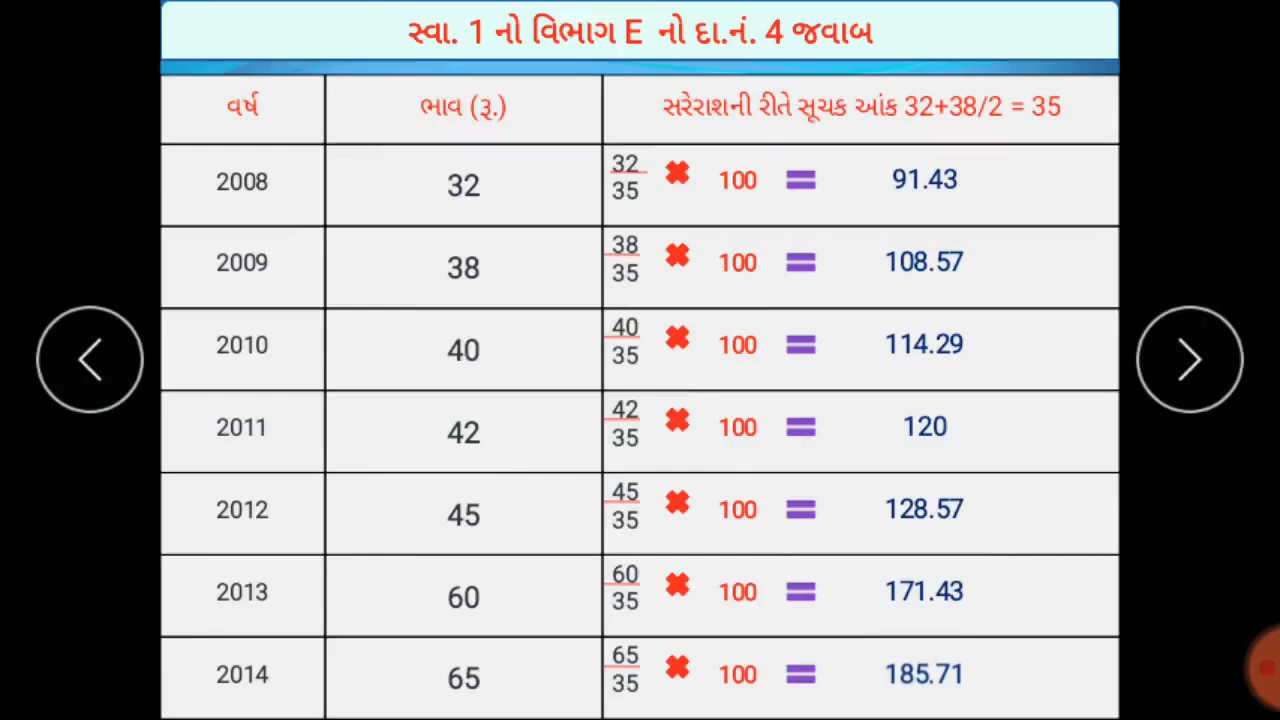 સ્વા. 1 નો વિભાગ E નો દા.નં. 4 જવાબ
વર્ષ ભાવ (રૂ.) સરેરાશની રીતે સૂચક આંક 32+38/2 = 35
2008 32 32/35 ✖ 100 = 91.43
2009 38 38/35 ✖ 100 = 108.57
2010 40 40/35 ✖ 100 = 114.29
2011 42 42/35 ✖ 100 = 120
2012 45 45/35 ✖ 100 = 128.57
2013 60 60/35 ✖ 100 = 171.43
2014 65 65/35 ✖ 100 = 185.71